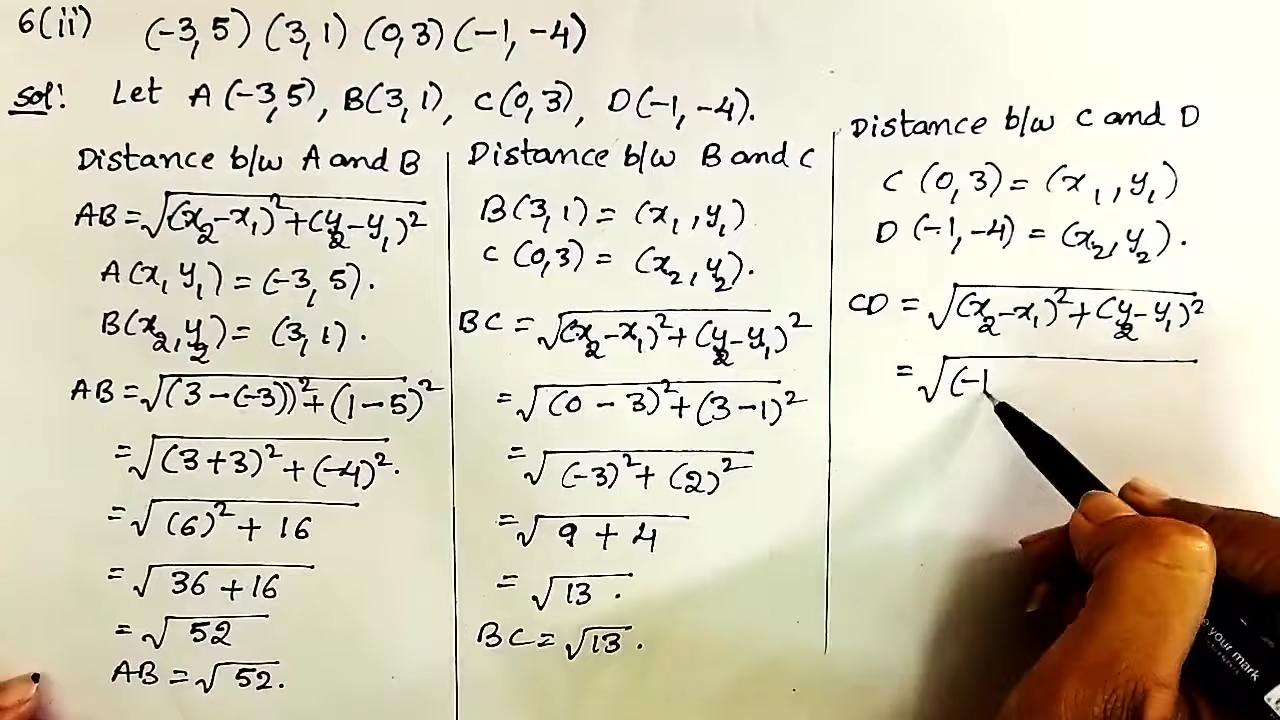 6(ii) (-3,5) (3,1) (0,3) (-1,-4)
Sol: Let A(-3,5), B(3,1), C(0,3), D(-1,-4).
Distance b/w A and B
AB = √(x₂-x₁)²+(y₂-y₁)²
A(x₁ y₁) = (-3, 5).
B(x₂,y₂) = (3, 1).
AB = √(3-(-3))²+(1-5)²
= √(3+3)²+(-4)².
= √(6)²+ 16
= √36+16
= √52
AB = √52.
Distance b/w B and C
B(3,1) = (x₁,y₁)
C(0,3) = (x₂,y₂).
BC = √(x₂-x₁)²+(y₂-y₁)²
= √(0-3)²+(3-1)²
= √(-3)²+(2)²
= √9+4
= √13.
BC = √13.
Distance b/w C and D
C(0,3) = (x₁,y₁)
D(-1,-4) = (x₂,y₂).
CD = √(x₂-x₁)²+(y₂-y₁)²
= √(-1
your mark